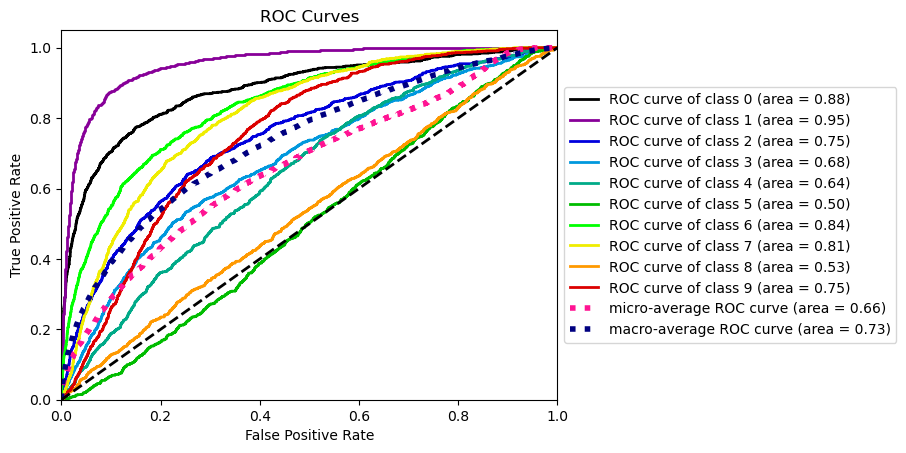 ROC Curves
True Positive Rate
1.0
0.8
0.6
0.4
0.2
0.0
0.0 0.2 0.4 0.6 0.8 1.0
False Positive Rate
ROC curve of class 0 (area = 0.88)
ROC curve of class 1 (area = 0.95)
ROC curve of class 2 (area = 0.75)
ROC curve of class 3 (area = 0.68)
ROC curve of class 4 (area = 0.64)
ROC curve of class 5 (area = 0.50)
ROC curve of class 6 (area = 0.84)
ROC curve of class 7 (area = 0.81)
ROC curve of class 8 (area = 0.53)
ROC curve of class 9 (area = 0.75)
micro-average ROC curve (area = 0.66)
macro-average ROC curve (area = 0.73)